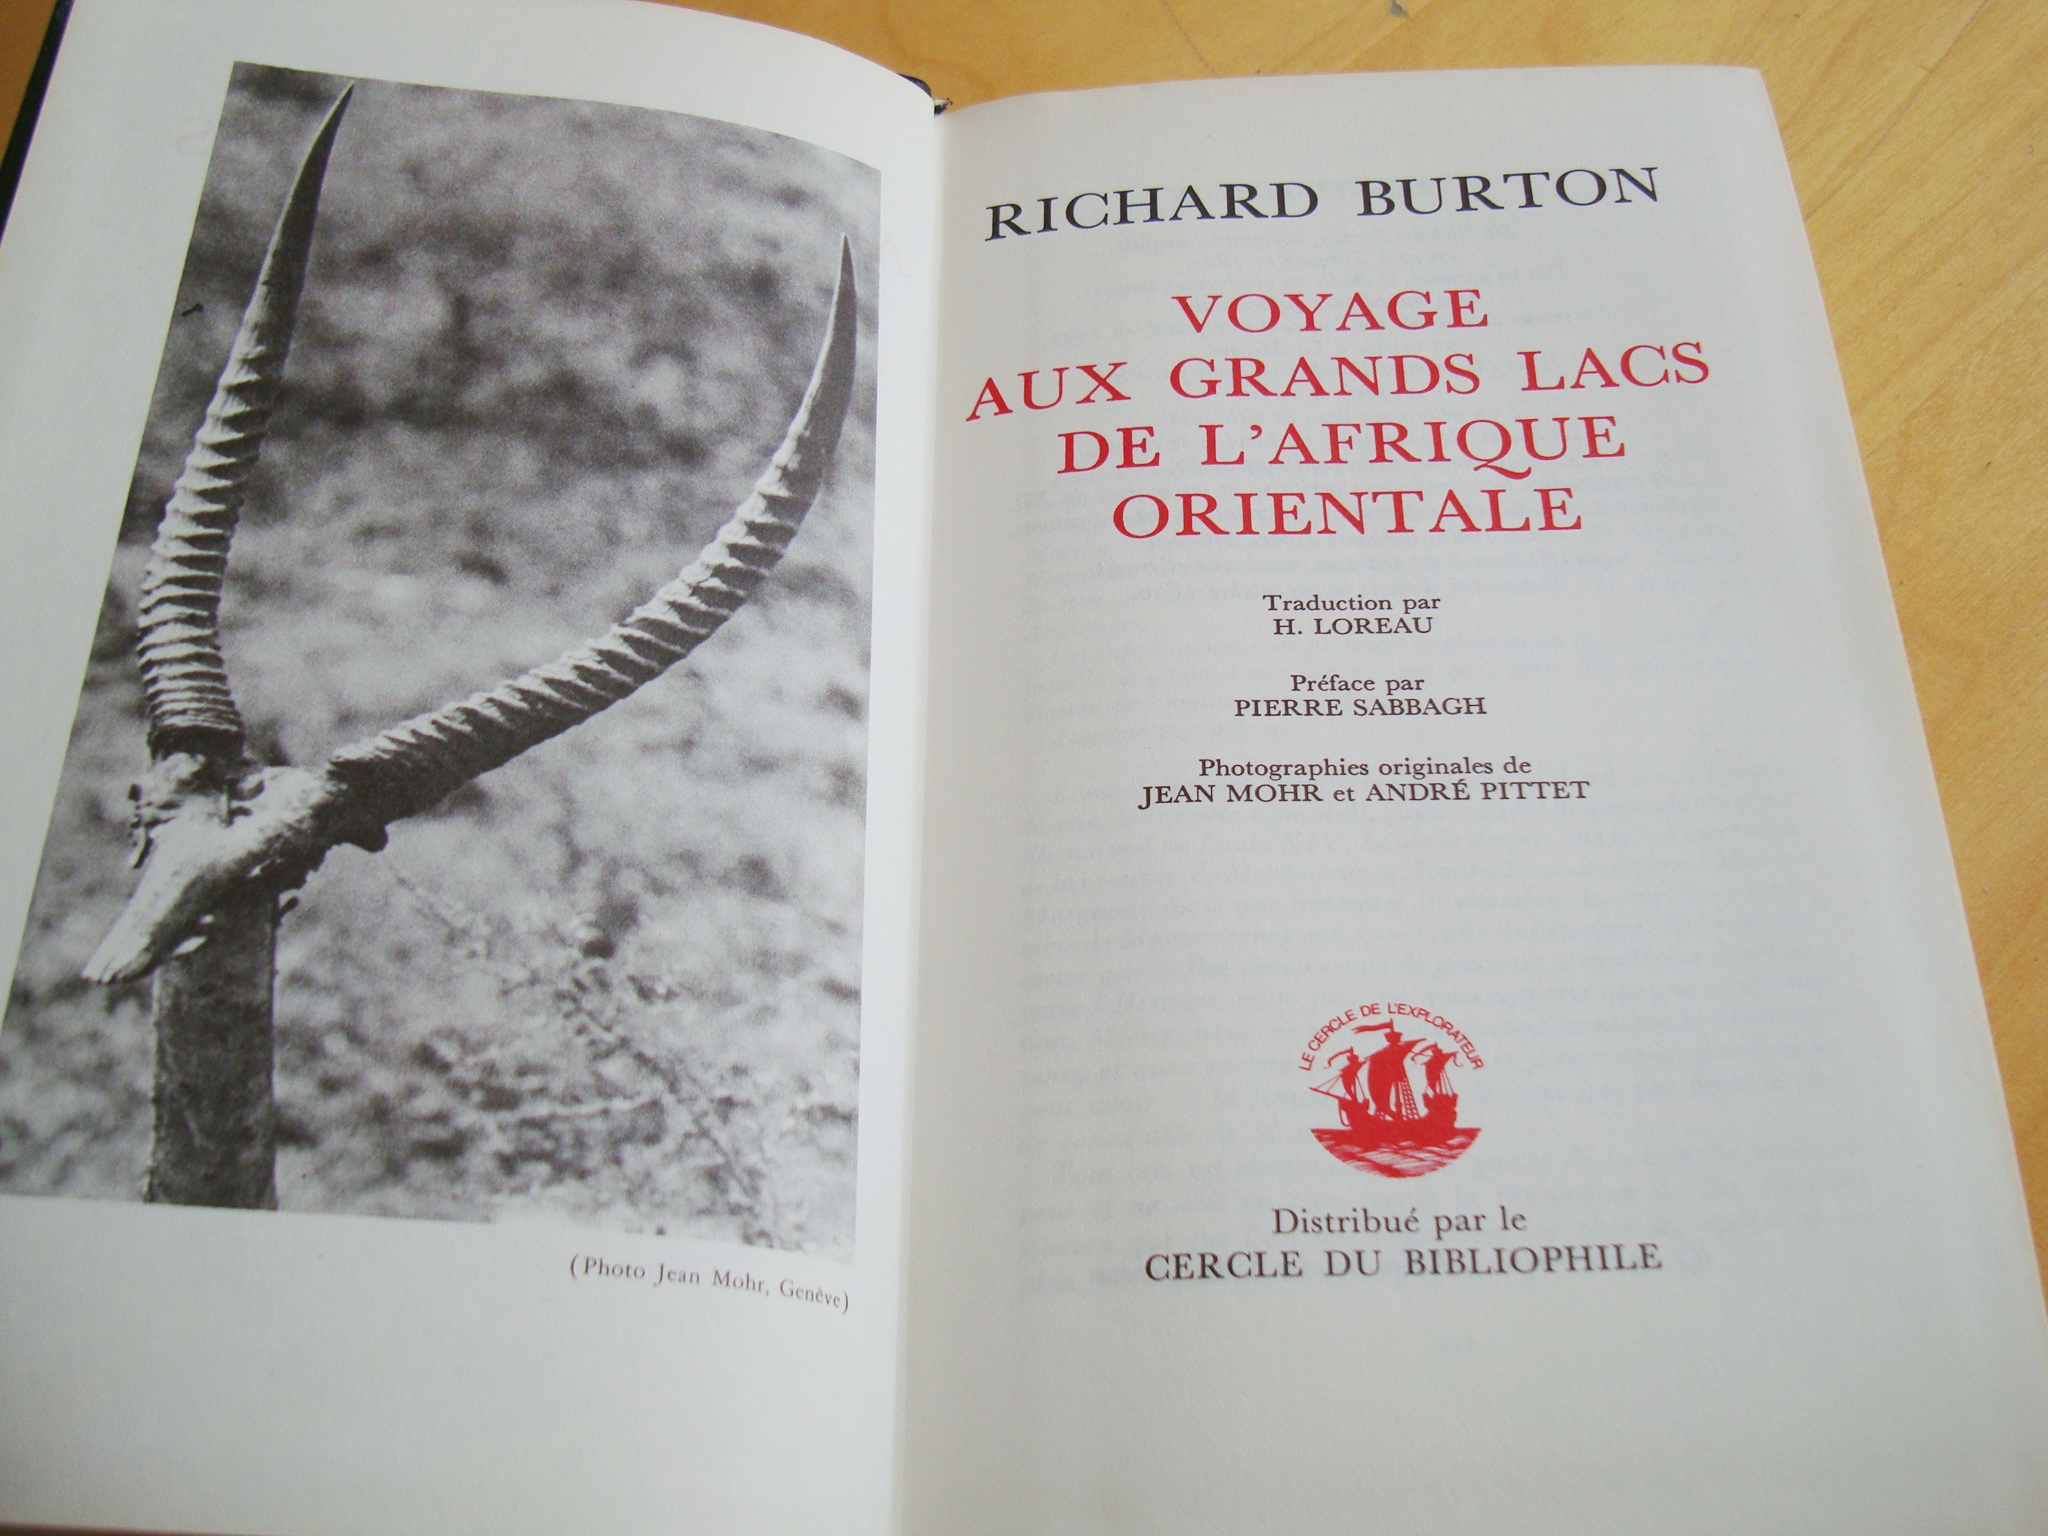 (Photo Jean Mohr, Genève)
RICHARD BURTON
VOYAGE
AUX GRANDS LACS
DE L'AFRIQUE
ORIENTALE
Traduction par
H. LOREAU
Préface par
PIERRE SABBAGH
Photographies originales de
JEAN MOHR et ANDRÉ PITTET
LE CERCLE DE L'EXPLORATEUR
Distribué par le
CERCLE DU BIBLIOPHILE